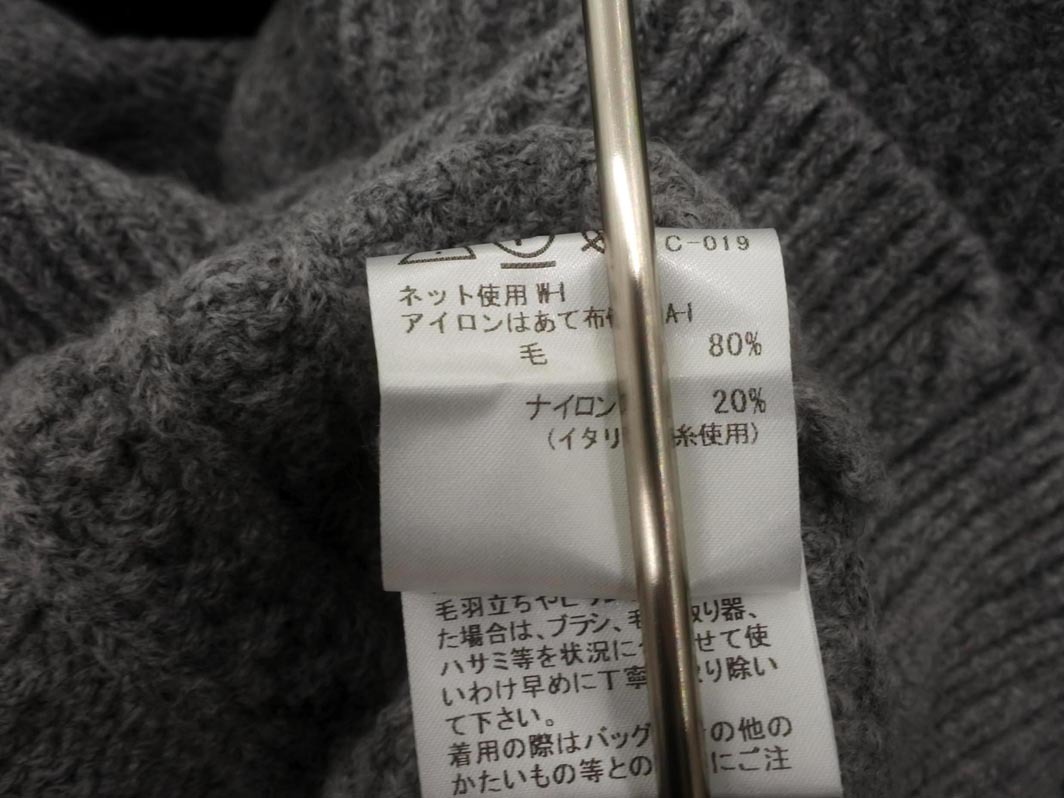 C-019
ネット使用 W-I
アイロンはあて布 A-I
毛 80%
ナイロン 20%
(イタリ 糸使用)
毛羽立ちや 取り器、
た場合は、ブラシ、毛
ハサミ等を状況に せて使
いわけ早めに丁寧 り除い
て下さい。
着用の際はバッグ の他の
かたいもの等との にご注